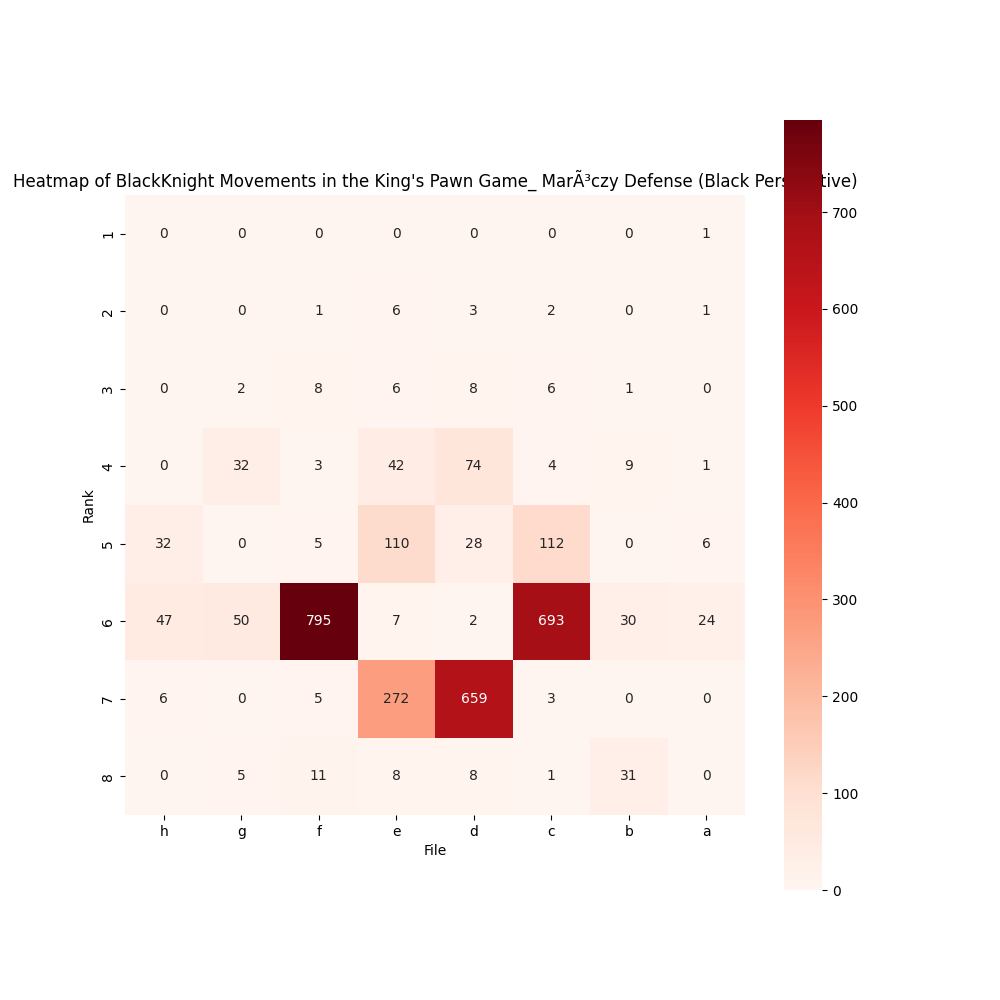 Heatmap of BlackKnight Movements in the King's Pawn Game_ MarÃ³czy Defense (Black Perspective)
1 0 0 0 0 0 0 0 1
2 0 0 1 6 3 2 0 1
3 0 2 8 6 8 6 1 0
4 0 32 3 42 74 4 9 1
Rank
5 32 0 5 110 28 112 0 6
6 47 50 795 7 2 693 30 24
7 6 0 5 272 659 3 0 0
8 0 5 11 8 8 1 31 0
h g f e d c b a
File
700
600
500
400
300
200
100
0